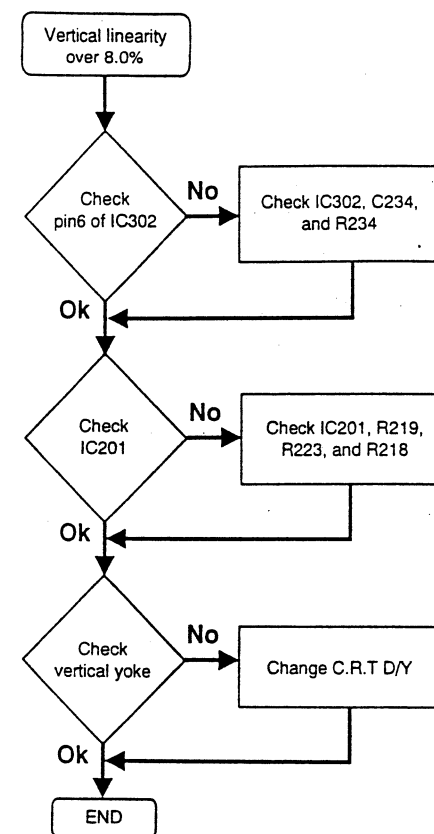 Vertical linearity
over 8.0%
Check
pin6 of IC302
No
Check IC302, C234,
and R234
Ok
Check
IC201
No
Check IC201, R219,
R223, and R218
Ok
Check
vertical yoke
No
Change C.R.T D/Y
Ok
END